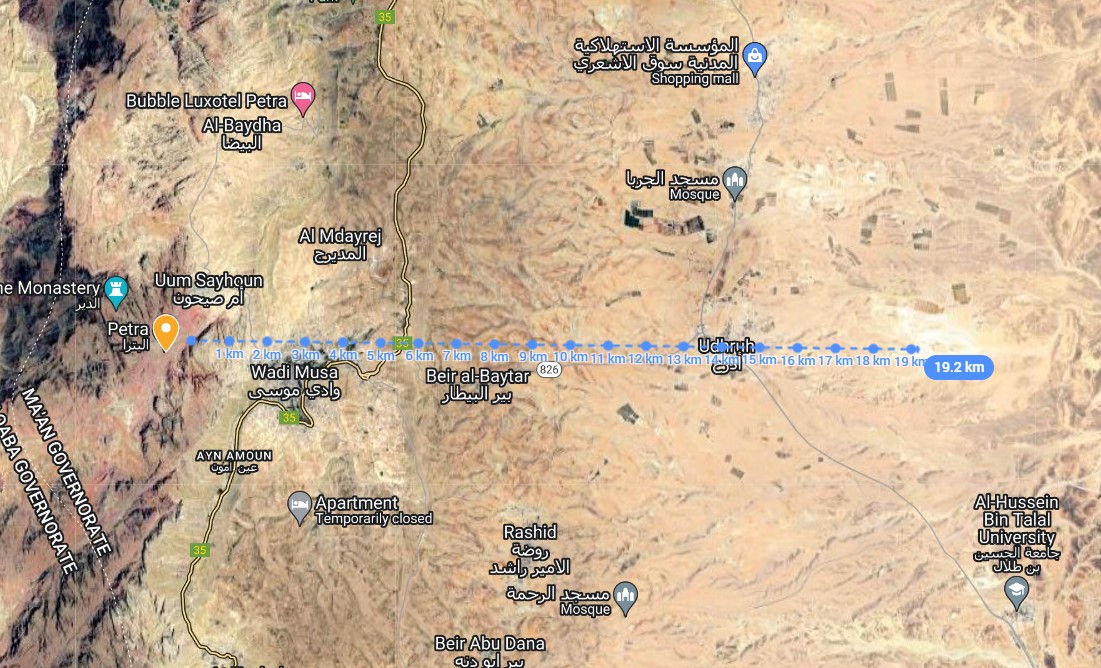 35
المؤسسة الاستهلاكية
المدنية سوق الأشعري
Shopping mall
Bubble Luxotel Petra
Al-Baydha
البيضا
مسجد الجربا
Mosque
Al Mdayrej
المديرج
Uum Sayhoun
أم صيحون
he Monastery
الدير
Petra
البترا
35
1 km 2 km 3 km 4 km 5 km 6 km 7 km 8 km 9 km 10 km 11 km 12 km 13 km 14 km 15 km 16 km 17 km 18 km 19 km
19.2 km
Udhruh
أذرح
Wadi Musa
وادي موسى
826
Beir al-Baytar
بير البيطار
35
MA'AN GOVERNORATE
QABA GOVERNORATE
AYN AMOUN
عين أمون
Apartment
Temporarily closed
Al-Hussein
Bin Talal
University
جامعة الحسين
بن طلال
Rashid
روضة
الامير راشد
35
مسجد الرحمة
Mosque
Beir Abu Dana
بير ابو دنه